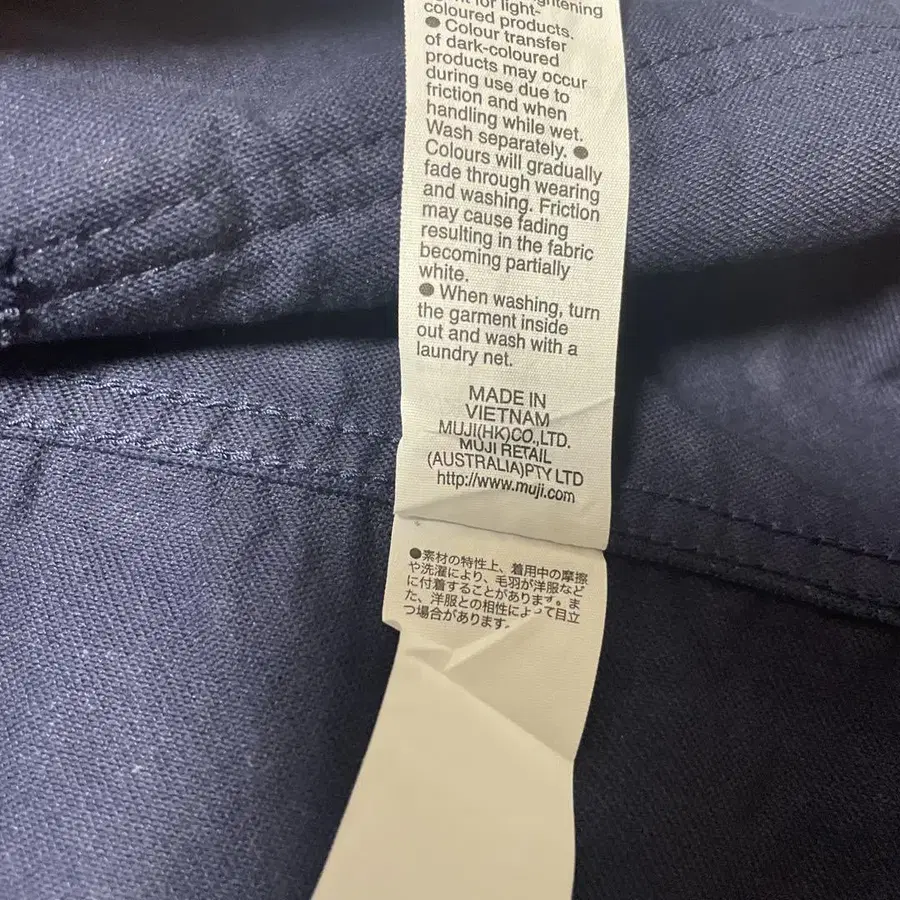 for light-
coloured products.
● Colour transfer
of dark-coloured
products may occur
during use due to
friction and when
handling while wet.
Wash separately. ●
Colours will gradually
fade through wearing
and washing. Friction
may cause fading
resulting in the fabric
becoming partially
white.
● When washing, turn
the garment inside
out and wash with a
laundry net.
MADE IN
VIETNAM
MUJI(HK)CO.,LTD.
MUJI RETAIL
(AUSTRALIA)PTY LTD
http://www.muji.com
●素材の特性上、着用中の摩擦
や洗濯により、毛羽が洋服など
に付着することがあります。ま
た、洋服との相性によって目立
つ場合があります。